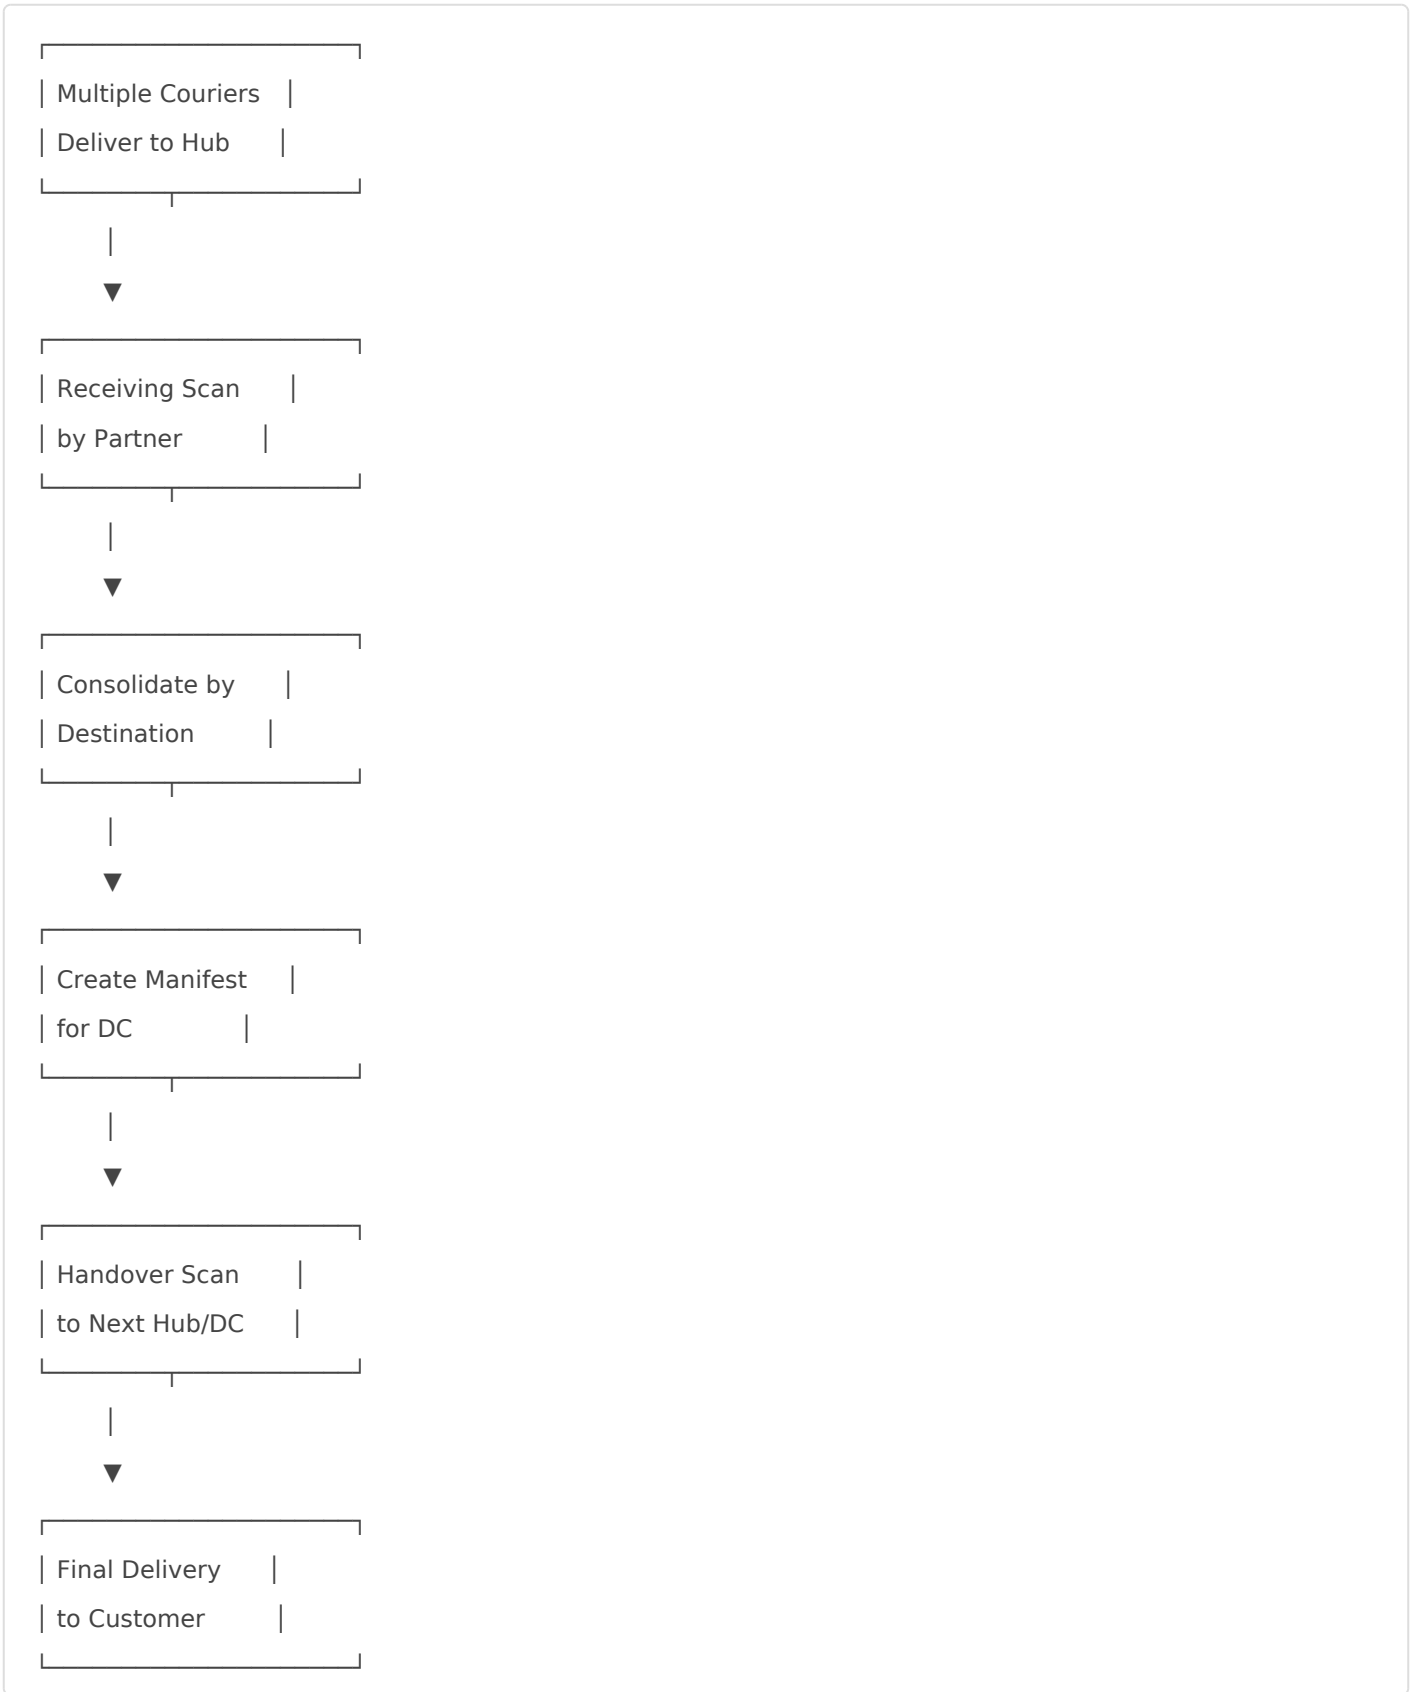 ┌─────────────────────┐
│ Multiple Couriers    │
│ Deliver to Hub       │
└────────┬────────────┘
         │
         ▼
┌─────────────────────┐
│ Receiving Scan       │
│ by Partner           │
└────────┬────────────┘
         │
         ▼
┌─────────────────────┐
│ Consolidate by       │
│ Destination          │
└────────┬────────────┘
         │
         ▼
┌─────────────────────┐
│ Create Manifest      │
│ for DC               │
└────────┬────────────┘
         │
         ▼
┌─────────────────────┐
│ Handover Scan        │
│ to Next Hub/DC       │
└────────┬────────────┘
         │
         ▼
┌─────────────────────┐
│ Final Delivery       │
│ to Customer          │
└─────────────────────┘